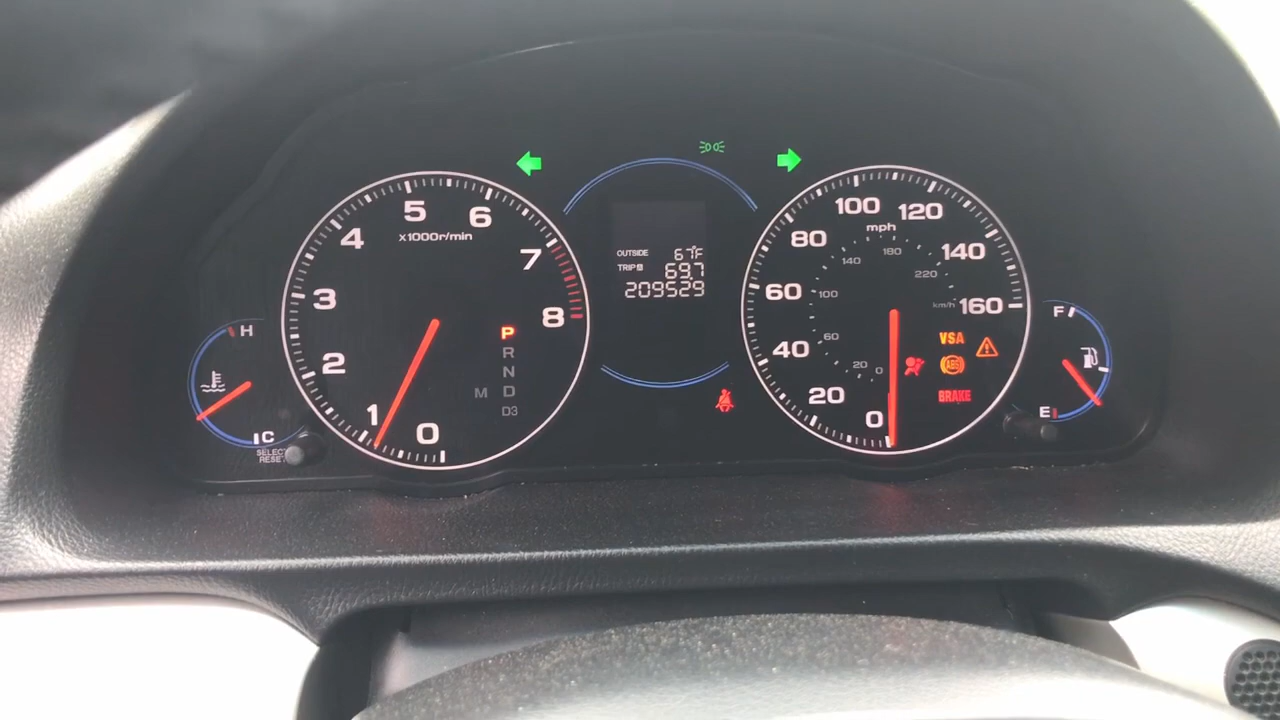 5
6
4
x1000r/min
7
3
8
2
1
0
H
C
SELECT
RESET
P
R
N
M
D
D3
OUTSIDE 67°F
TRIP 69.7
209529
100
120
80
mph
140
140
180
220
60
100
km/h
160
40
60
20
0
20
0
VSA
ABS
BRAKE
F
E